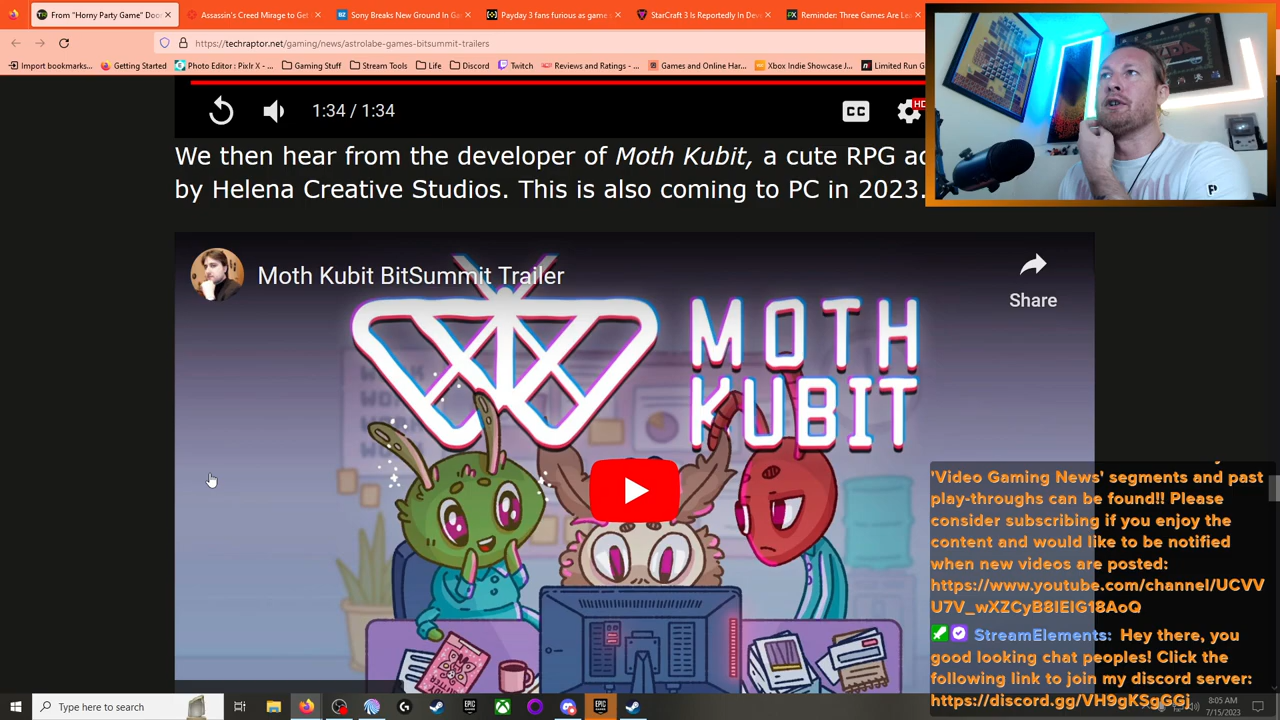 From "Horny Party Game" Doo
Assassin's Creed Mirage to Get
Sony Breaks New Ground In Ga
Payday 3 fans furious as game
StarCraft 3 Is Reportedly In Dev
Reminder: Three Games Are Lea
https://techraptor.net/gaming/news/astrolabe-games-bitsummit-trailers
Import bookmarks...
Getting Started
Photo Editor : Pixlr X - ...
Gaming Stuff
Stream Tools
Life
Discord
Twitch
Reviews and Ratings - ...
Games and Online Har...
Xbox Indie Showcase J...
Limited Run G
1:34 / 1:34
CC
HD
We then hear from the developer of Moth Kubit, a cute RPG ad
by Helena Creative Studios. This is also coming to PC in 2023.
Moth Kubit BitSummit Trailer
Share
MOTH
KUBIT
'Video Gaming News' segments and past
play-throughs can be found!! Please
consider subscribing if you enjoy the
content and would like to be notified
when new videos are posted:
https://www.youtube.com/channel/UCVV
U7V_wXZCyB8IEIG18AoQ
StreamElements: Hey there, you
good looking chat peoples! Click the
following link to join my discord server:
https://discord.gg/VH9gKSgGGj
Type here to search
8:05 AM
7/15/2023